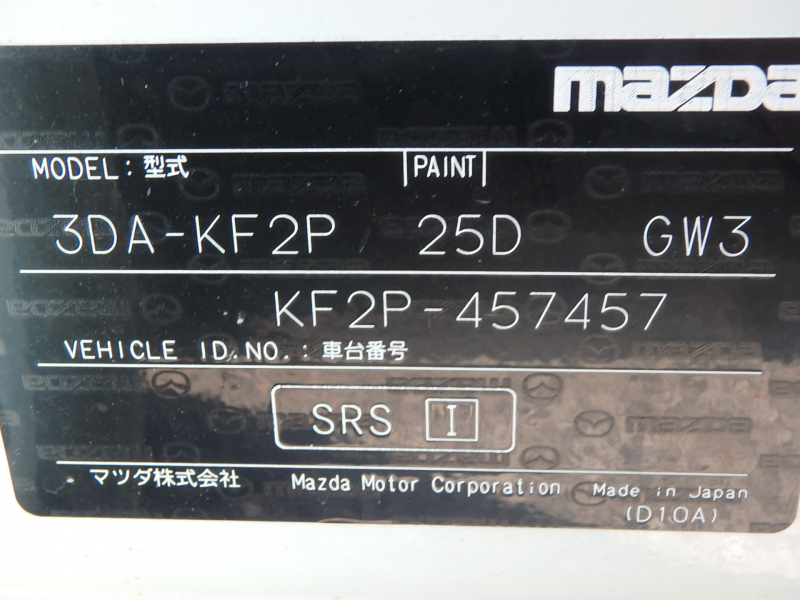 mazda
MODEL: 型式 PAINT
3DA-KF2P 25D GW3
KF2P-457457
VEHICLE ID.NO.: 車台番号
SRS I
マツダ株式会社 Mazda Motor Corporation Made in Japan
(D10A)